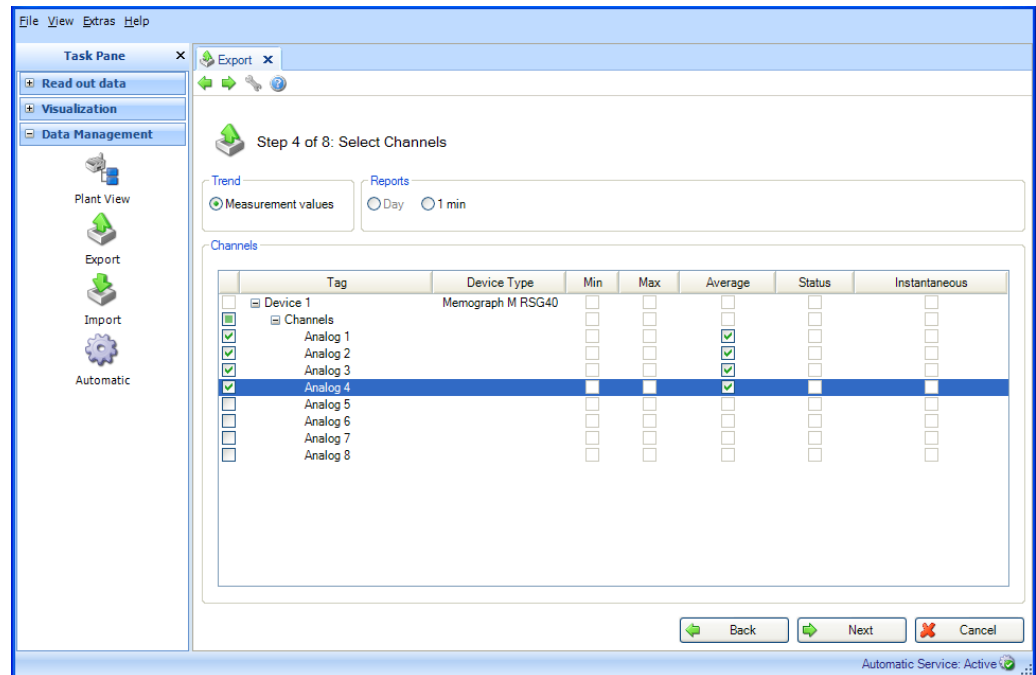 File View Extras Help
Task Pane x
Export x
Read out data
Visualization
Data Management
Plant View
Export
Import
Automatic
Step 4 of 8: Select Channels
Trend
Measurement values
Reports
Day 1 min
Channels
Tag Device Type Min Max Average Status Instantaneous
Device 1 Memograph M RSG40
Channels
Analog 1
Analog 2
Analog 3
Analog 4
Analog 5
Analog 6
Analog 7
Analog 8
Back Next Cancel
Automatic Service: Active